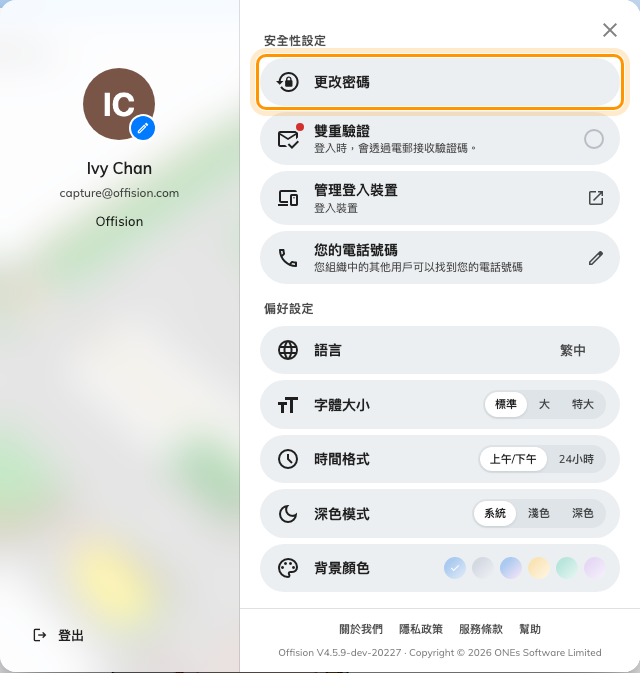 IC
Ivy Chan
capture@offision.com
Offision
登出
安全性設定
更改密碼
雙重驗證
登入時，會透過電郵接收驗證碼。
管理登入裝置
登入裝置
您的電話號碼
您組織中的其他用戶可以找到您的電話號碼
偏好設定
語言 繁中
字體大小 標準 大 特大
時間格式 上午/下午 24小時
深色模式 系統 淺色 深色
背景顏色
關於我們 隱私政策 服務條款 幫助
Offision V4.5.9-dev-20227 · Copyright © 2026 ONEs Software Limited